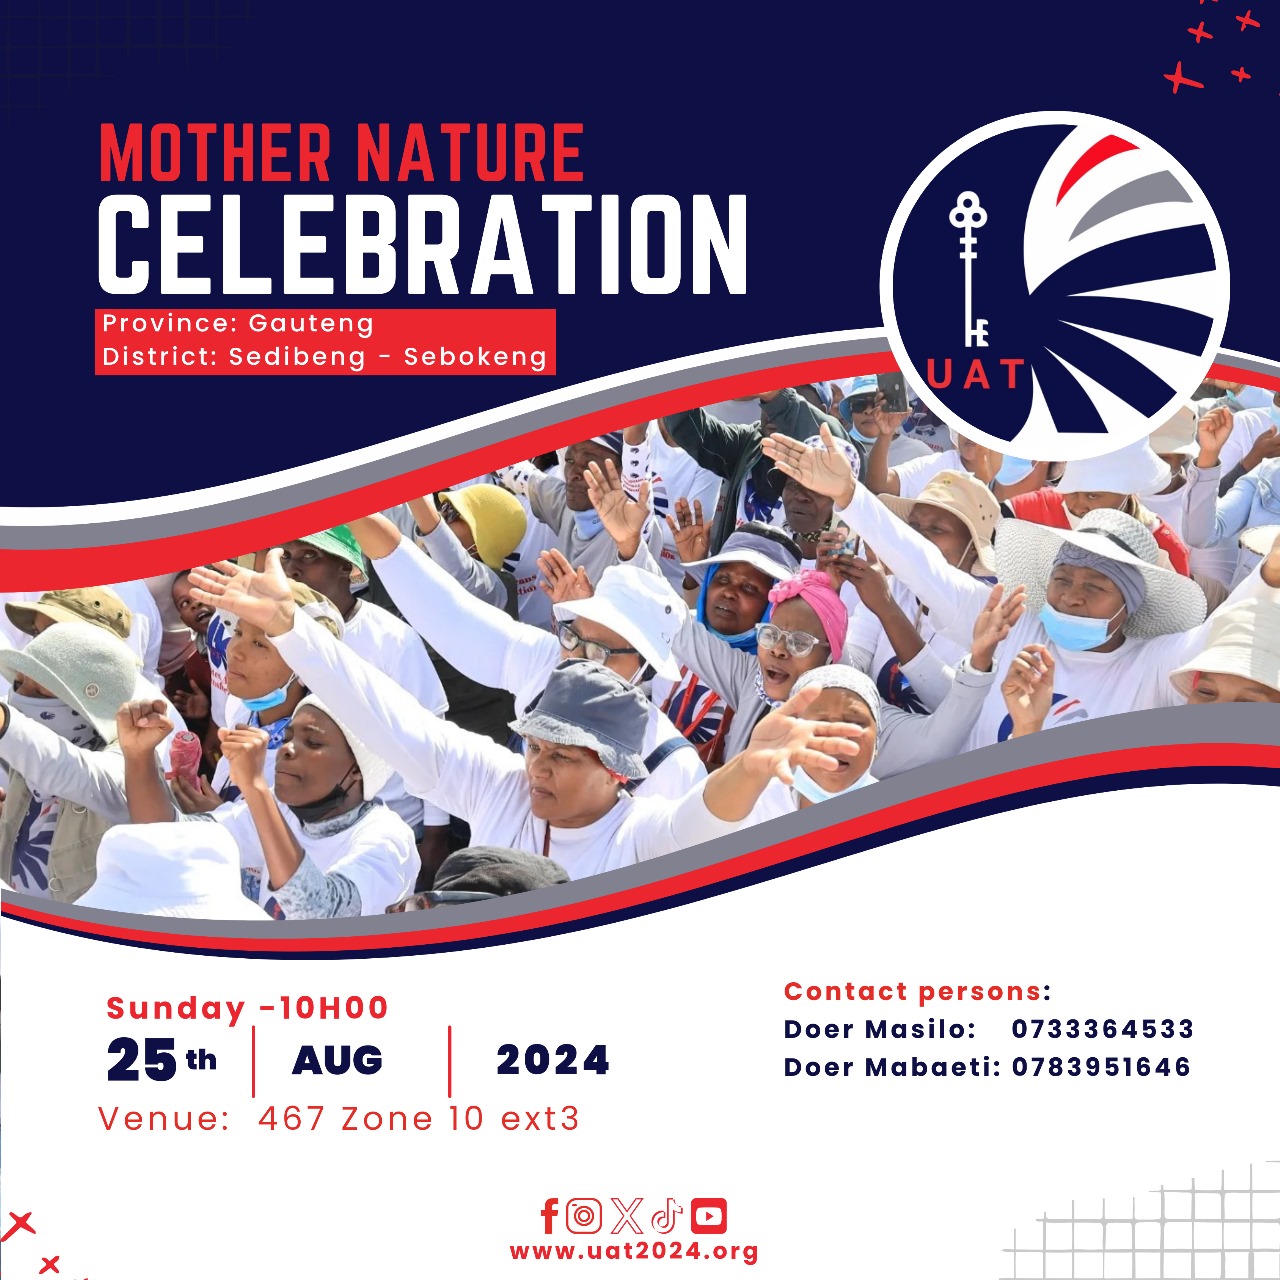 MOTHER NATURE
CELEBRATION
Province: Gauteng
District: Sedibeng - Sebokeng
UAT
Sunday -10H00
25th AUG 2024
Venue: 467 Zone 10 ext3
Contact persons:
Doer Masilo: 0733364533
Doer Mabaeti: 0783951646
www.uat2024.org